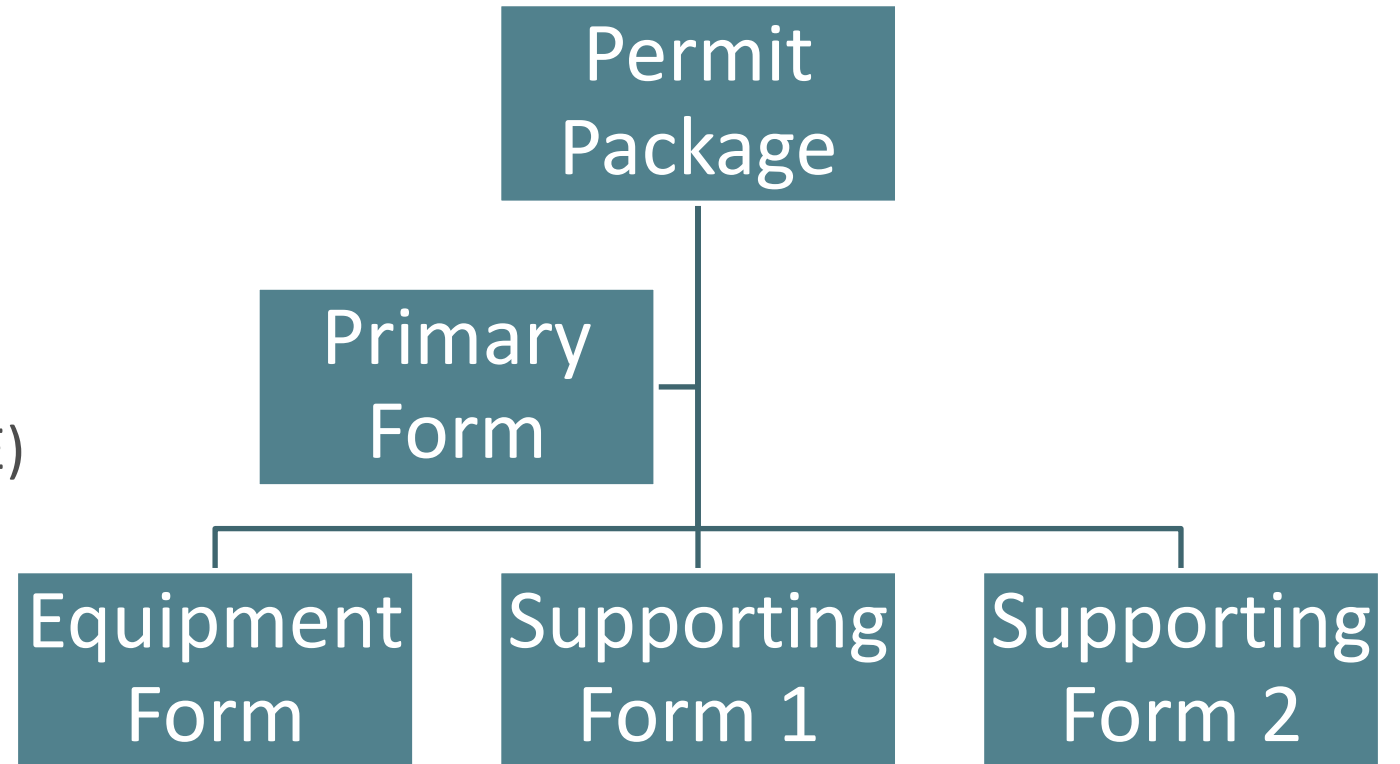 Permit
Package
Primary
Form
E)
Equipment
Form
Supporting
Form 1
Supporting
Form 2